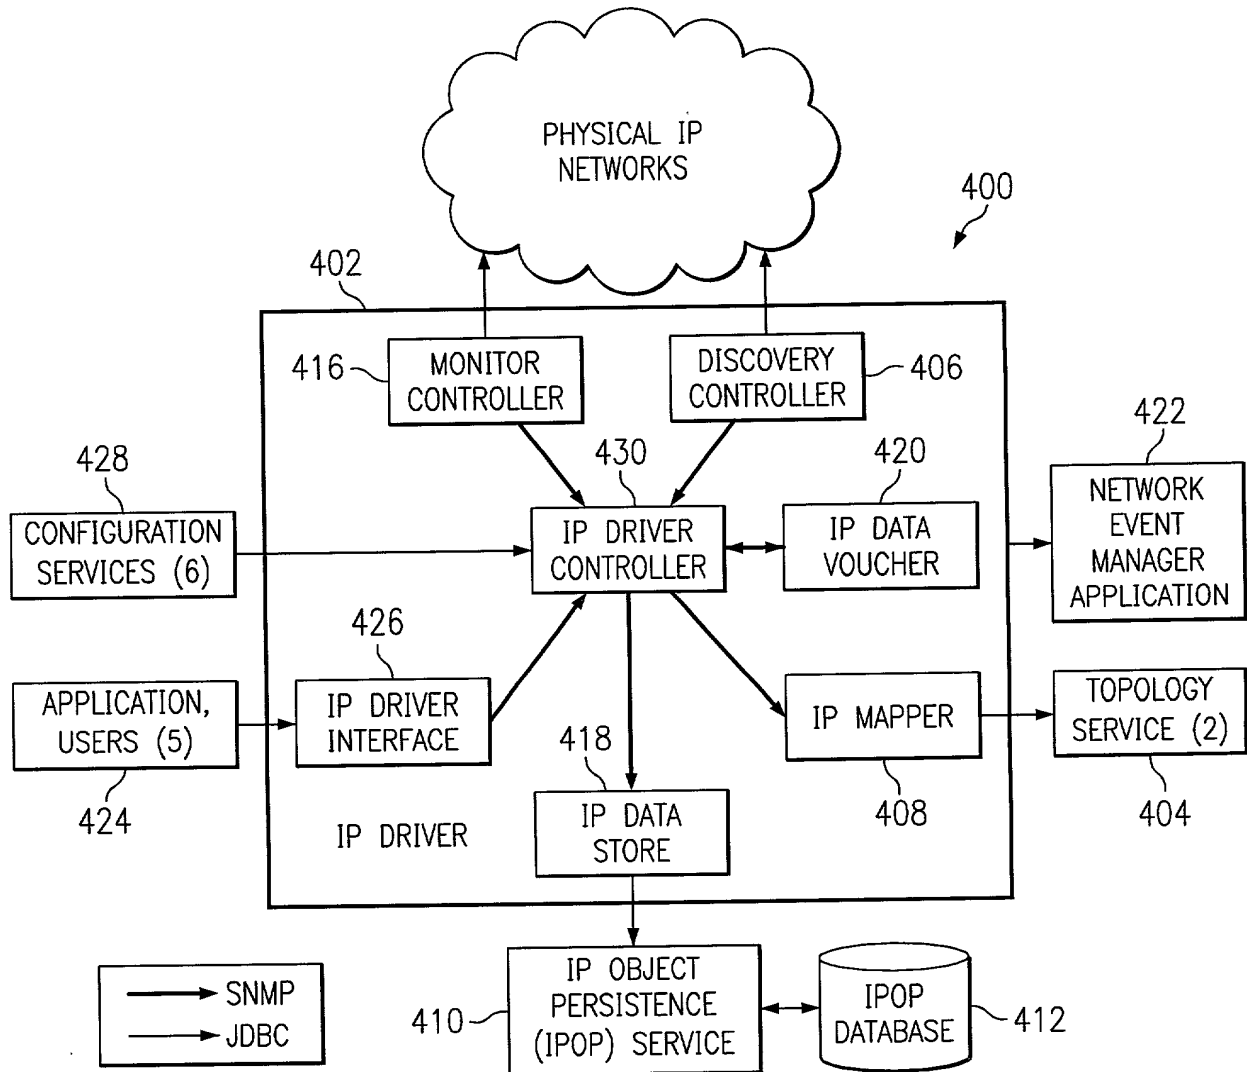 PHYSICAL IP
NETWORKS
400
402
416
MONITOR
CONTROLLER
DISCOVERY
CONTROLLER
406
428
430
420
422
CONFIGURATION
SERVICES (6)
IP DRIVER
CONTROLLER
IP DATA
VOUCHER
NETWORK
EVENT
MANAGER
APPLICATION
426
APPLICATION,
USERS (5)
IP DRIVER
INTERFACE
418
IP MAPPER
TOPOLOGY
SERVICE (2)
424
408
404
IP DRIVER
IP DATA
STORE
SNMP
JDBC
410
IP OBJECT
PERSISTENCE
(IPOP) SERVICE
IPOP
DATABASE
412